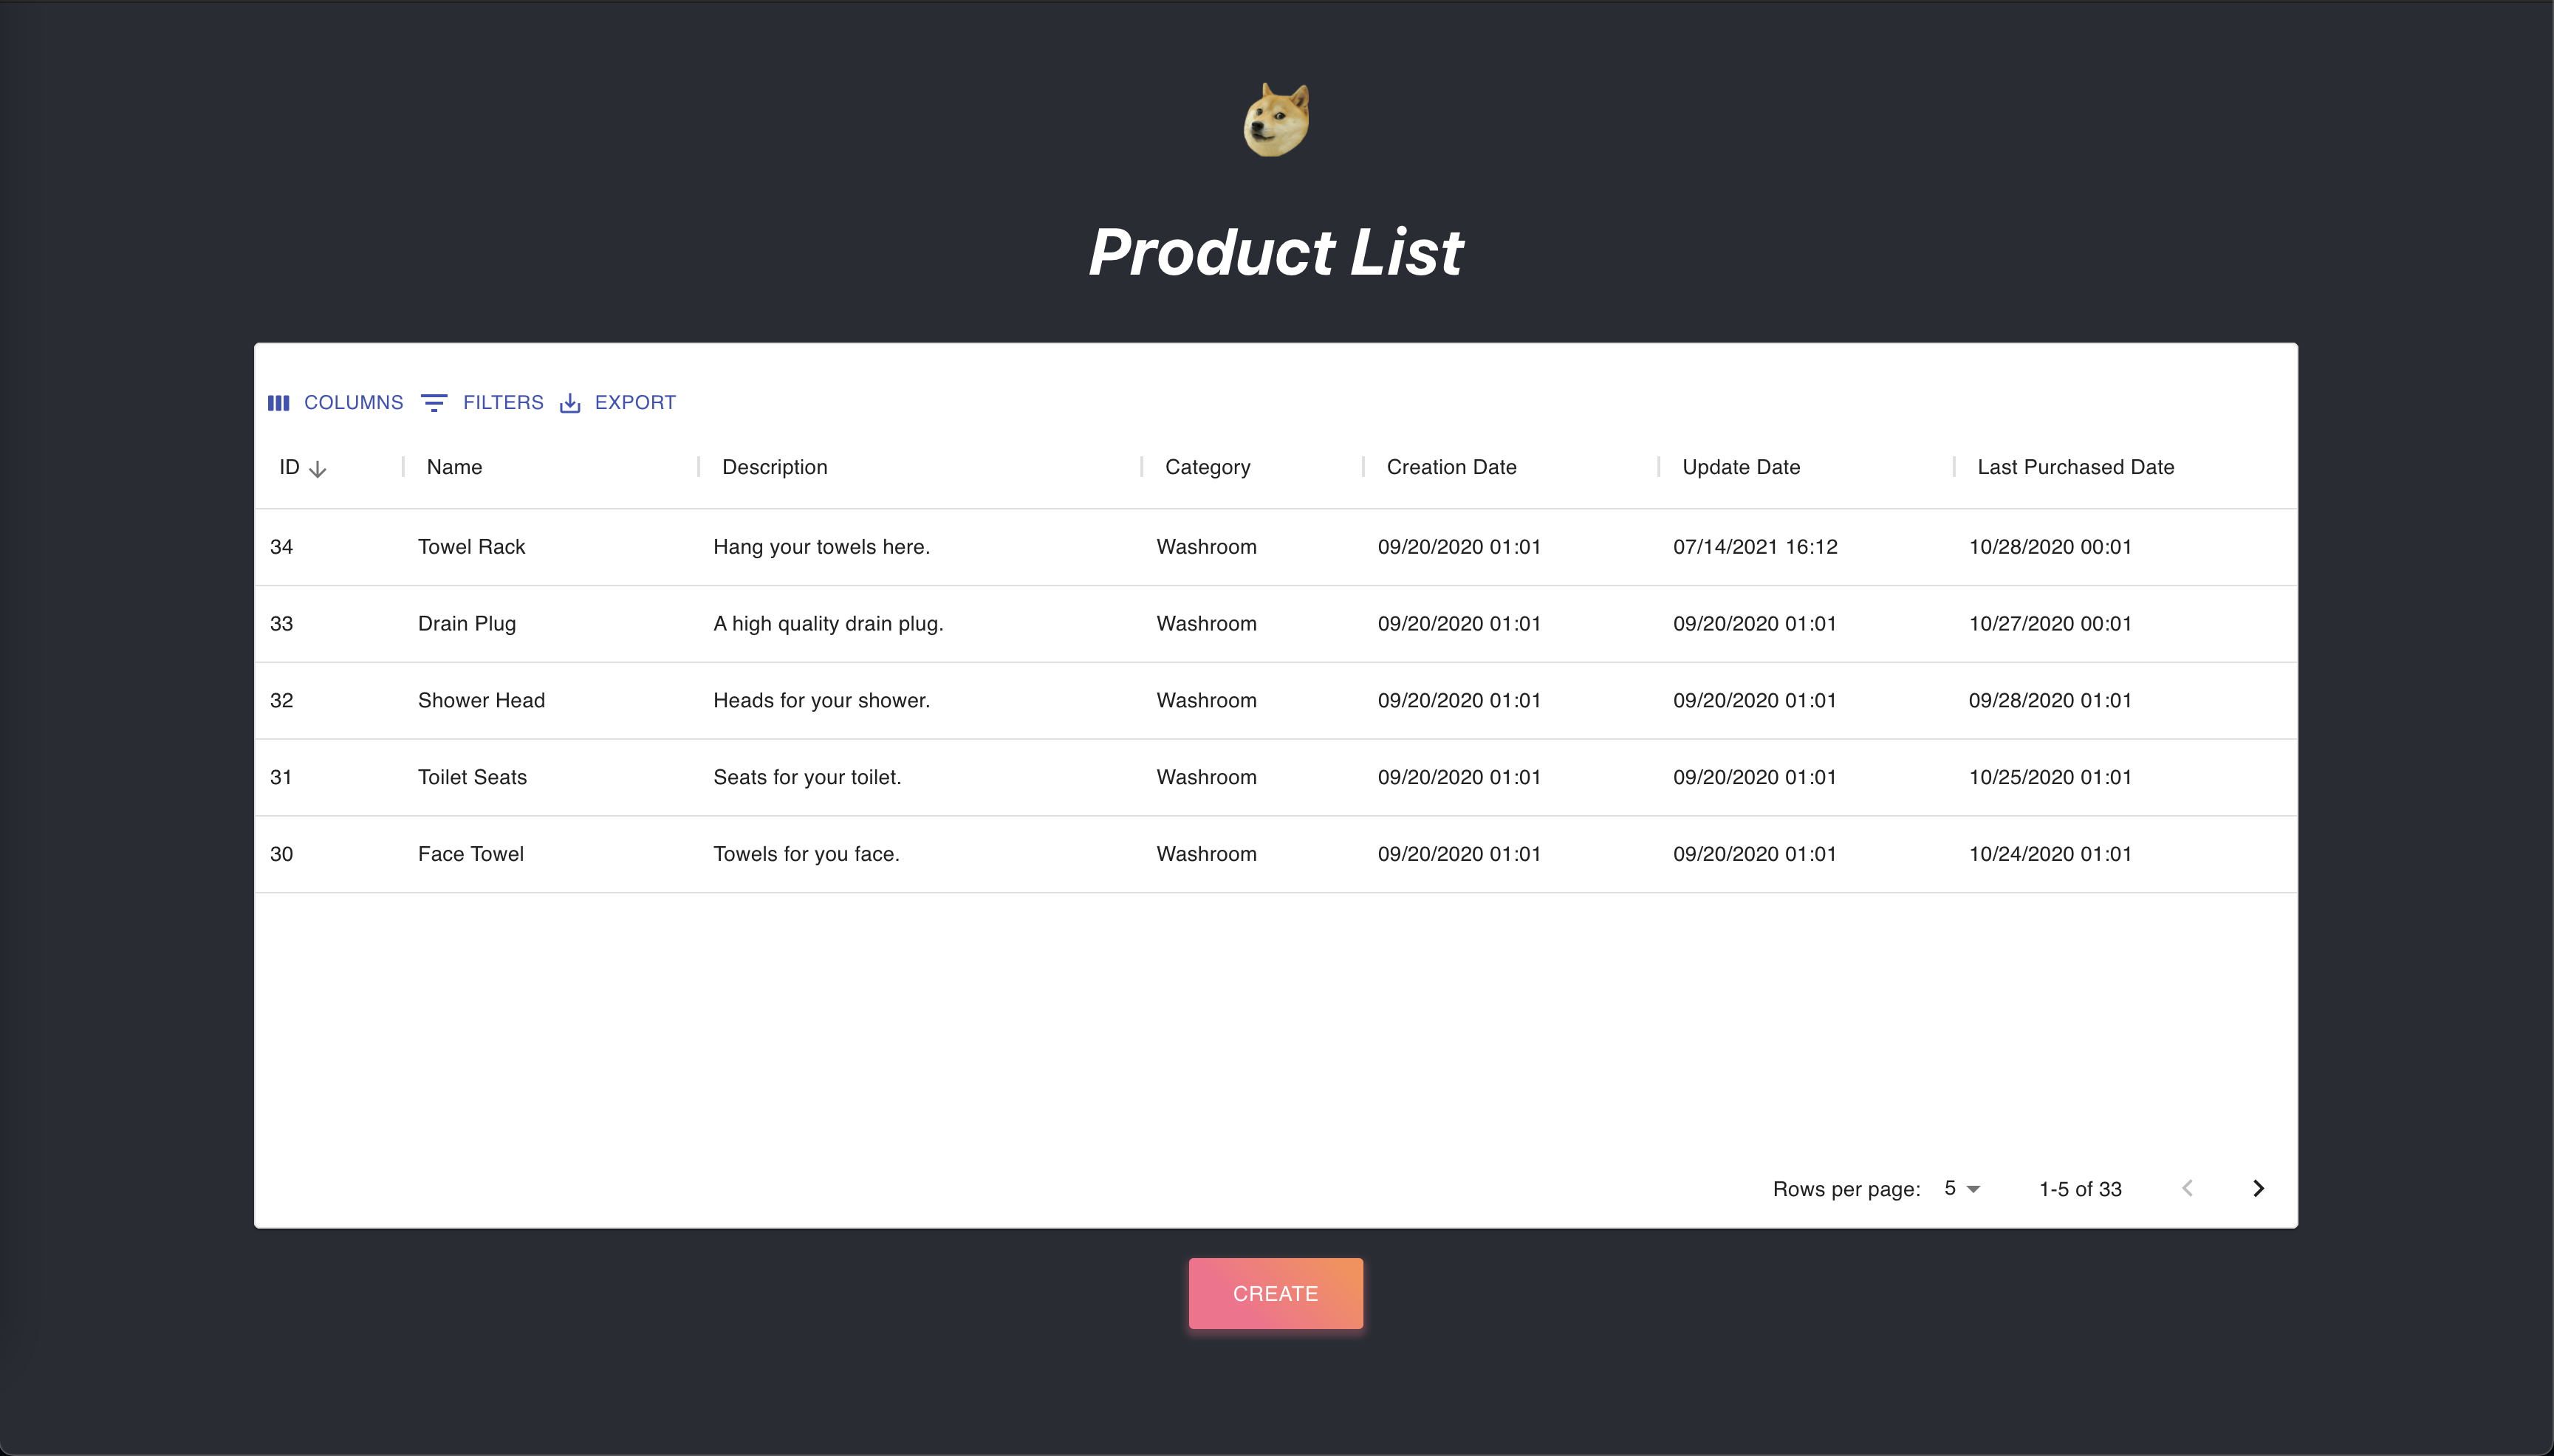 Product List
COLUMNS FILTERS EXPORT
ID Name Description Category Creation Date Update Date Last Purchased Date
34 Towel Rack Hang your towels here. Washroom 09/20/2020 01:01 07/14/2021 16:12 10/28/2020 00:01
33 Drain Plug A high quality drain plug. Washroom 09/20/2020 01:01 09/20/2020 01:01 10/27/2020 00:01
32 Shower Head Heads for your shower. Washroom 09/20/2020 01:01 09/20/2020 01:01 09/28/2020 01:01
31 Toilet Seats Seats for your toilet. Washroom 09/20/2020 01:01 09/20/2020 01:01 10/25/2020 01:01
30 Face Towel Towels for you face. Washroom 09/20/2020 01:01 09/20/2020 01:01 10/24/2020 01:01
Rows per page: 5 1-5 of 33
CREATE